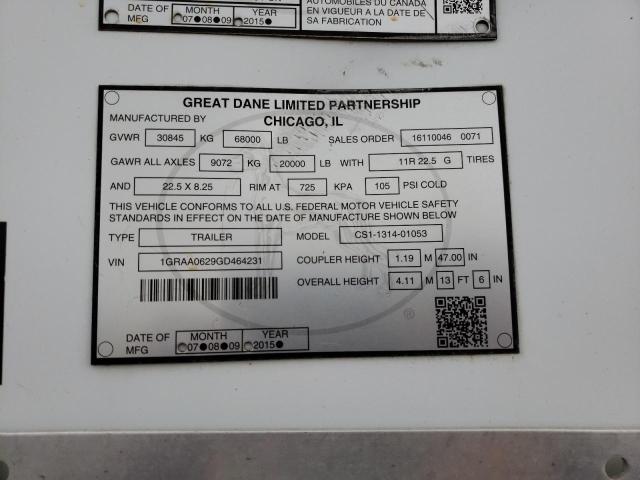 AUTOMOBILES DU CANADA
EN VIGUEUR A LA DATE DE
SA FABRICATION
DATE OF MFG MONTH YEAR
07●08●09 2015●
GREAT DANE LIMITED PARTNERSHIP
MANUFACTURED BY CHICAGO, IL
GVWR 30845 KG 68000 LB SALES ORDER 16110046 0071
GAWR ALL AXLES 9072 KG 20000 LB WITH 11R 22.5 G TIRES
AND 22.5 X 8.25 RIM AT 725 KPA 105 PSI COLD
THIS VEHICLE CONFORMS TO ALL U.S. FEDERAL MOTOR VEHICLE SAFETY
STANDARDS IN EFFECT ON THE DATE OF MANUFACTURE SHOWN BELOW
TYPE TRAILER MODEL CS1-1314-01053
VIN 1GRAA0629GD464231 COUPLER HEIGHT 1.19 M 47.00 IN
OVERALL HEIGHT 4.11 M 13 FT 6 IN
®
DATE OF MFG MONTH YEAR
07●08●09 2015●